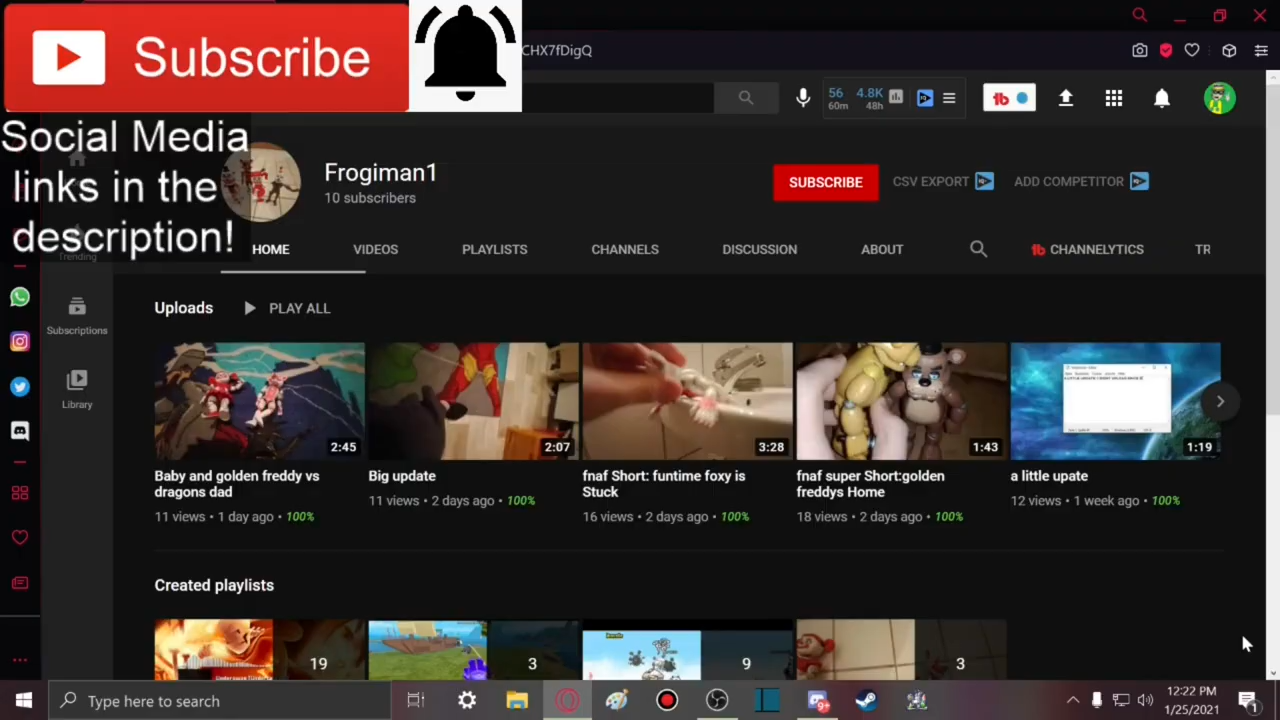 Subscribe
CHX7fDigQ
56
60m
4.8K
48h
tb
Social Media
links in the
description!
Frogiman1
10 subscribers
SUBSCRIBE
CSV EXPORT
ADD COMPETITOR
Trending
HOME
VIDEOS
PLAYLISTS
CHANNELS
DISCUSSION
ABOUT
tb CHANNELYTICS
TR
Subscriptions
Library
Uploads
PLAY ALL
2:45
2:07
3:28
1:43
1:19
Baby and golden freddy vs
dragons dad
11 views • 1 day ago • 100%
Big update
11 views • 2 days ago • 100%
fnaf Short: funtime foxy is
Stuck
16 views • 2 days ago • 100%
fnaf super Short:golden
freddys Home
18 views • 2 days ago • 100%
a little upate
12 views • 1 week ago • 100%
Created playlists
19
3
9
3
Type here to search
9+
12:22 PM
1/25/2021
1